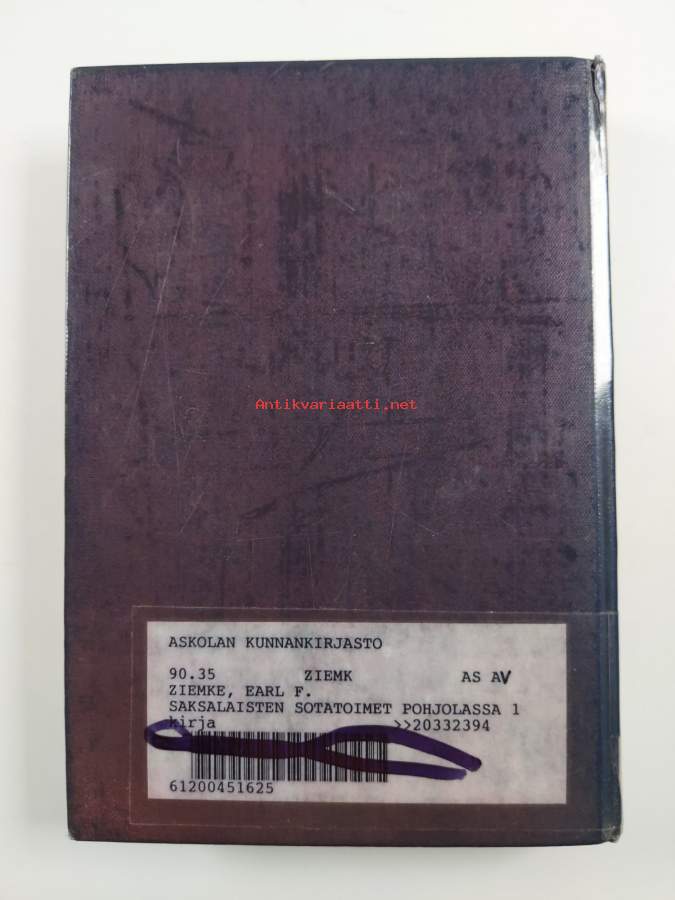 Antikvariaatti.net
ASKOLAN KUNNANKIRJASTO
90.35 ZIEMK AS AV
ZIEMKE, EARL F.
SAKSALAISTEN SOTATOIMET POHJOLASSA 1
kirja >>20332394
61200451625